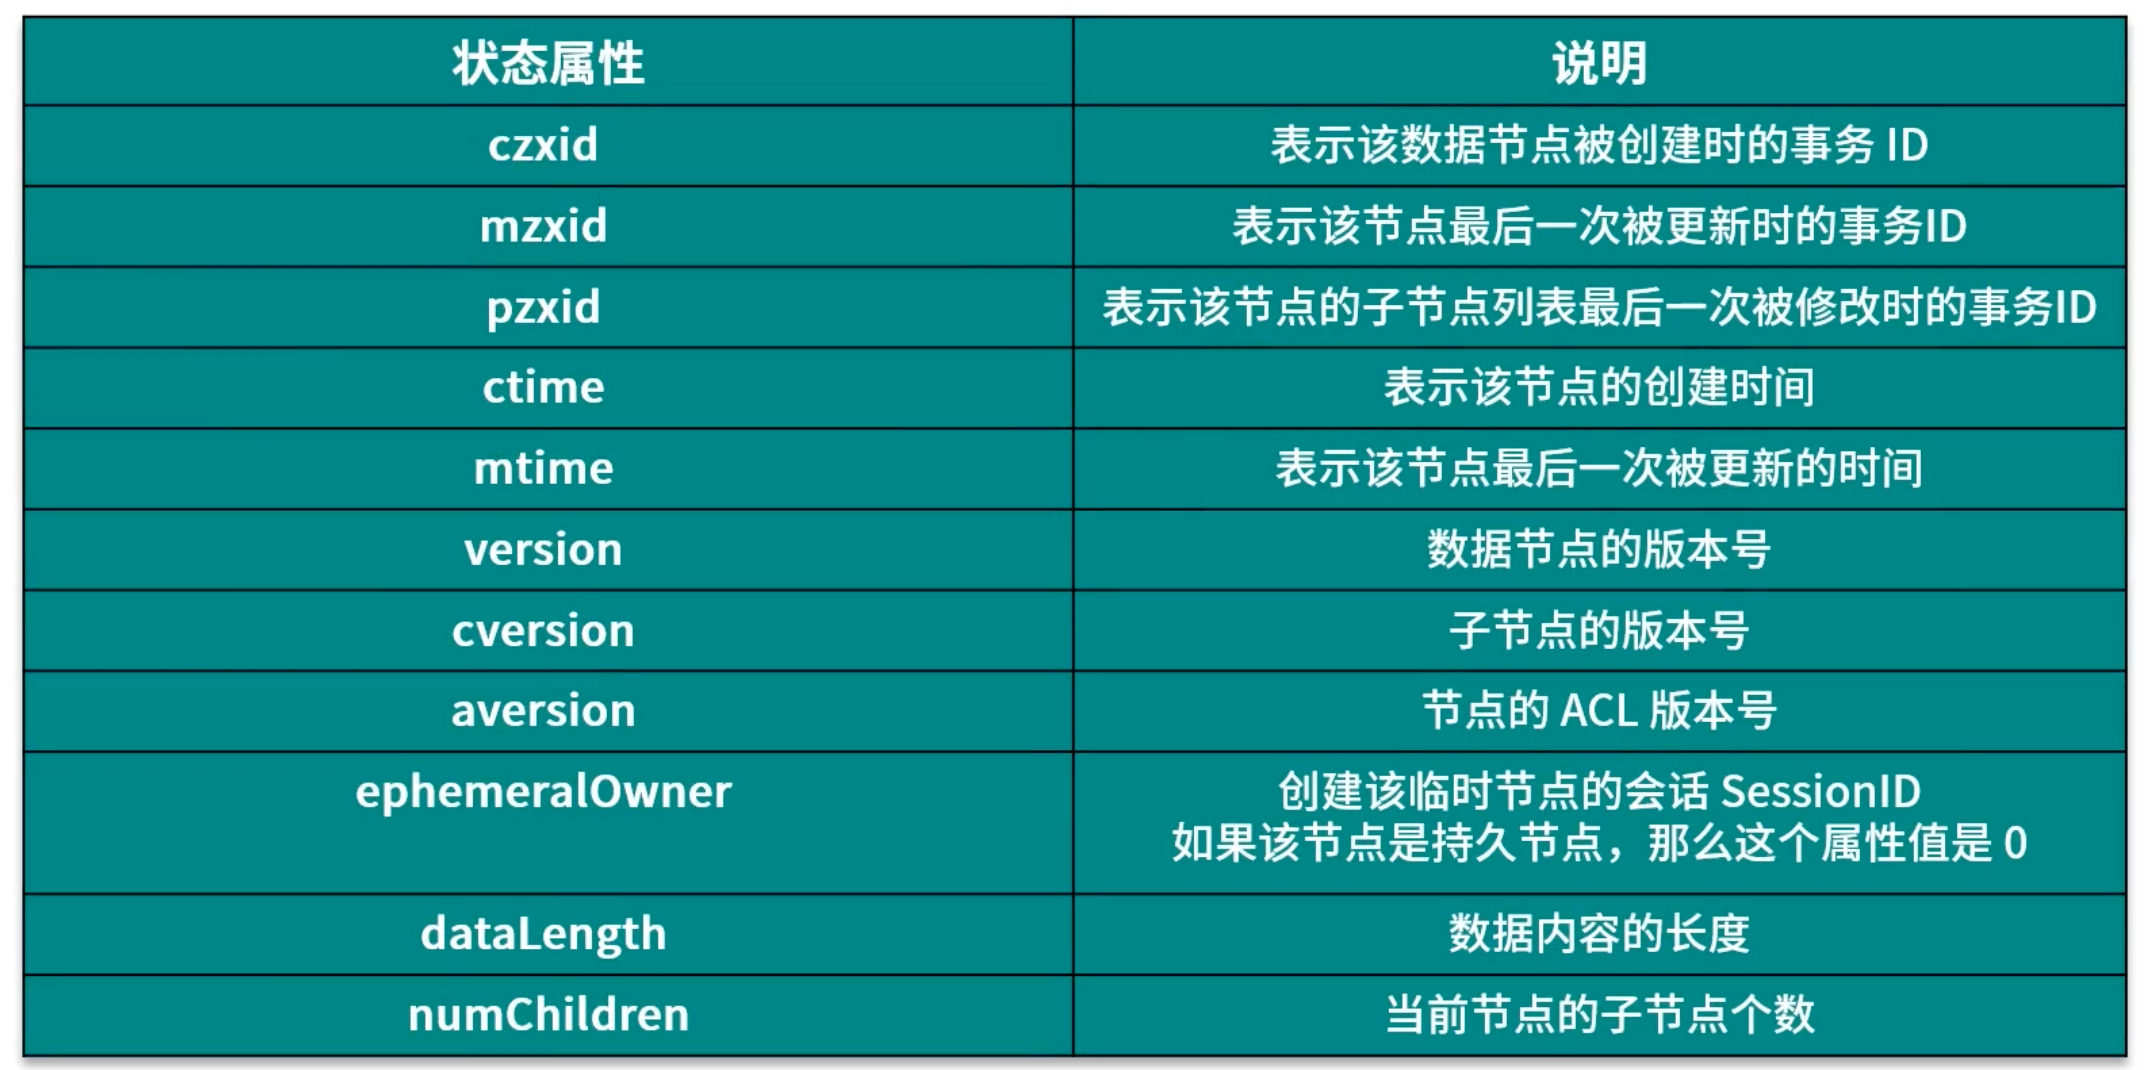 状态属性 说明
czxid 表示该数据节点被创建时的事务 ID
mzxid 表示该节点最后一次被更新时的事务ID
pzxid 表示该节点的子节点列表最后一次被修改时的事务ID
ctime 表示该节点的创建时间
mtime 表示该节点最后一次被更新的时间
version 数据节点的版本号
cversion 子节点的版本号
aversion 节点的 ACL 版本号
ephemeralOwner 创建该临时节点的会话 SessionID
如果该节点是持久节点，那么这个属性值是 0
dataLength 数据内容的长度
numChildren 当前节点的子节点个数